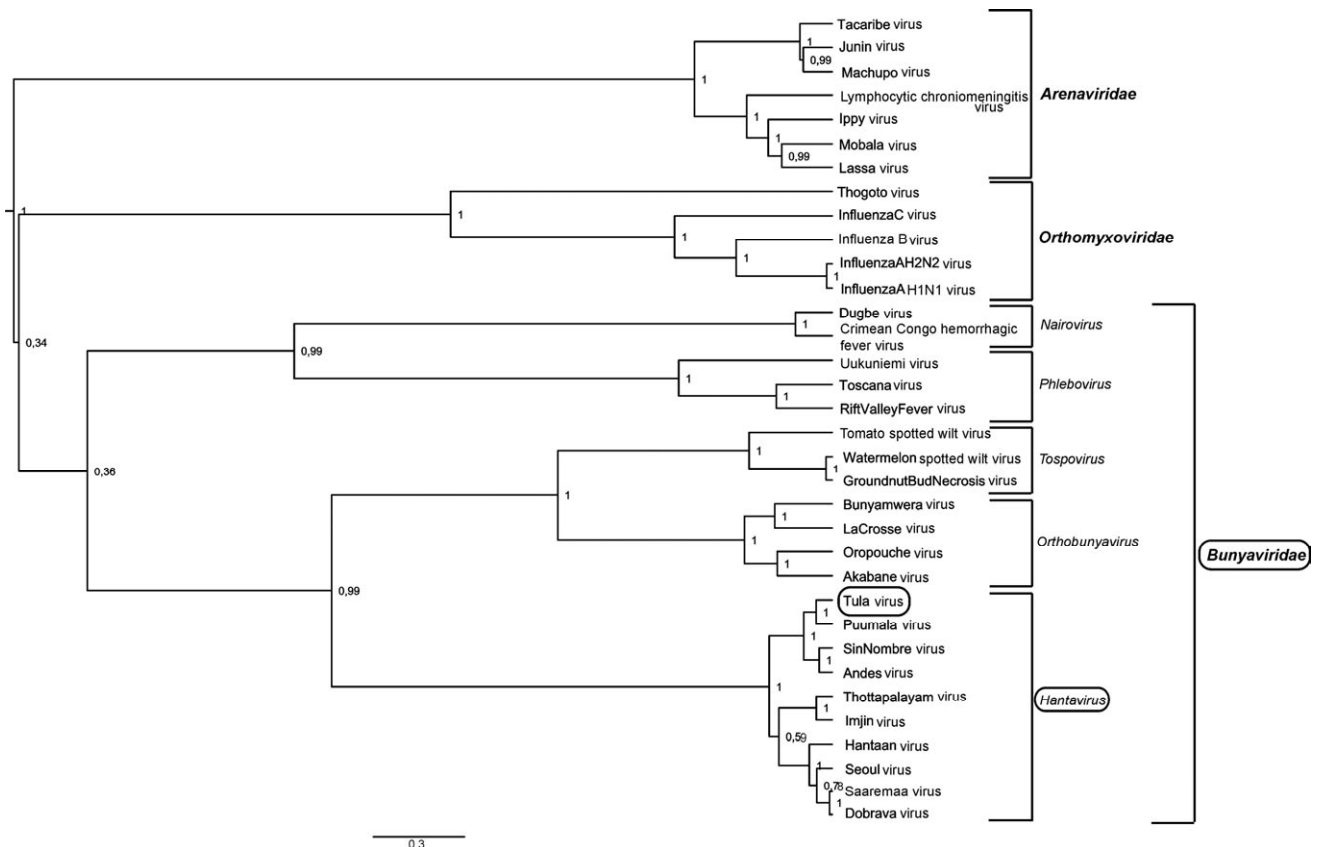 Tacaribe virus
1
Junin virus
0,99
Machupo virus
1
Lymphocytic chroniomeningitis
virus
Arenaviridae
1
Ippy virus
1
Mobala virus
0,99
Lassa virus
Thogoto virus
1
1
InfluenzaC virus
Orthomyxoviridae
1
Influenza B virus
1
InfluenzaAH2N2 virus
1
InfluenzaA H1N1 virus
Dugbe virus
1
Crimean Congo hemorrhagic
fever virus
Nairovirus
0,34
0,99
Uukuniemi virus
1
Toscana virus
Phlebovirus
1
RiftValleyFever virus
Tomato spotted wilt virus
1
Watermelon spotted wilt virus
Tospovirus
0,36
1
GroundnutBudNecrosis virus
1
Bunyamwera virus
1
LaCrosse virus
1
Orthobunyavirus
Oropouche virus
Bunyaviridae
1
Akabane virus
0,99
Tula virus
1
Puumala virus
1
SinNombre virus
1
Andes virus
1
Thottapalayam virus
Hantavirus
1
Imjin virus
0,59
Hantaan virus
1
Seoul virus
0,78
Saaremaa virus
1
Dobrava virus
0.3